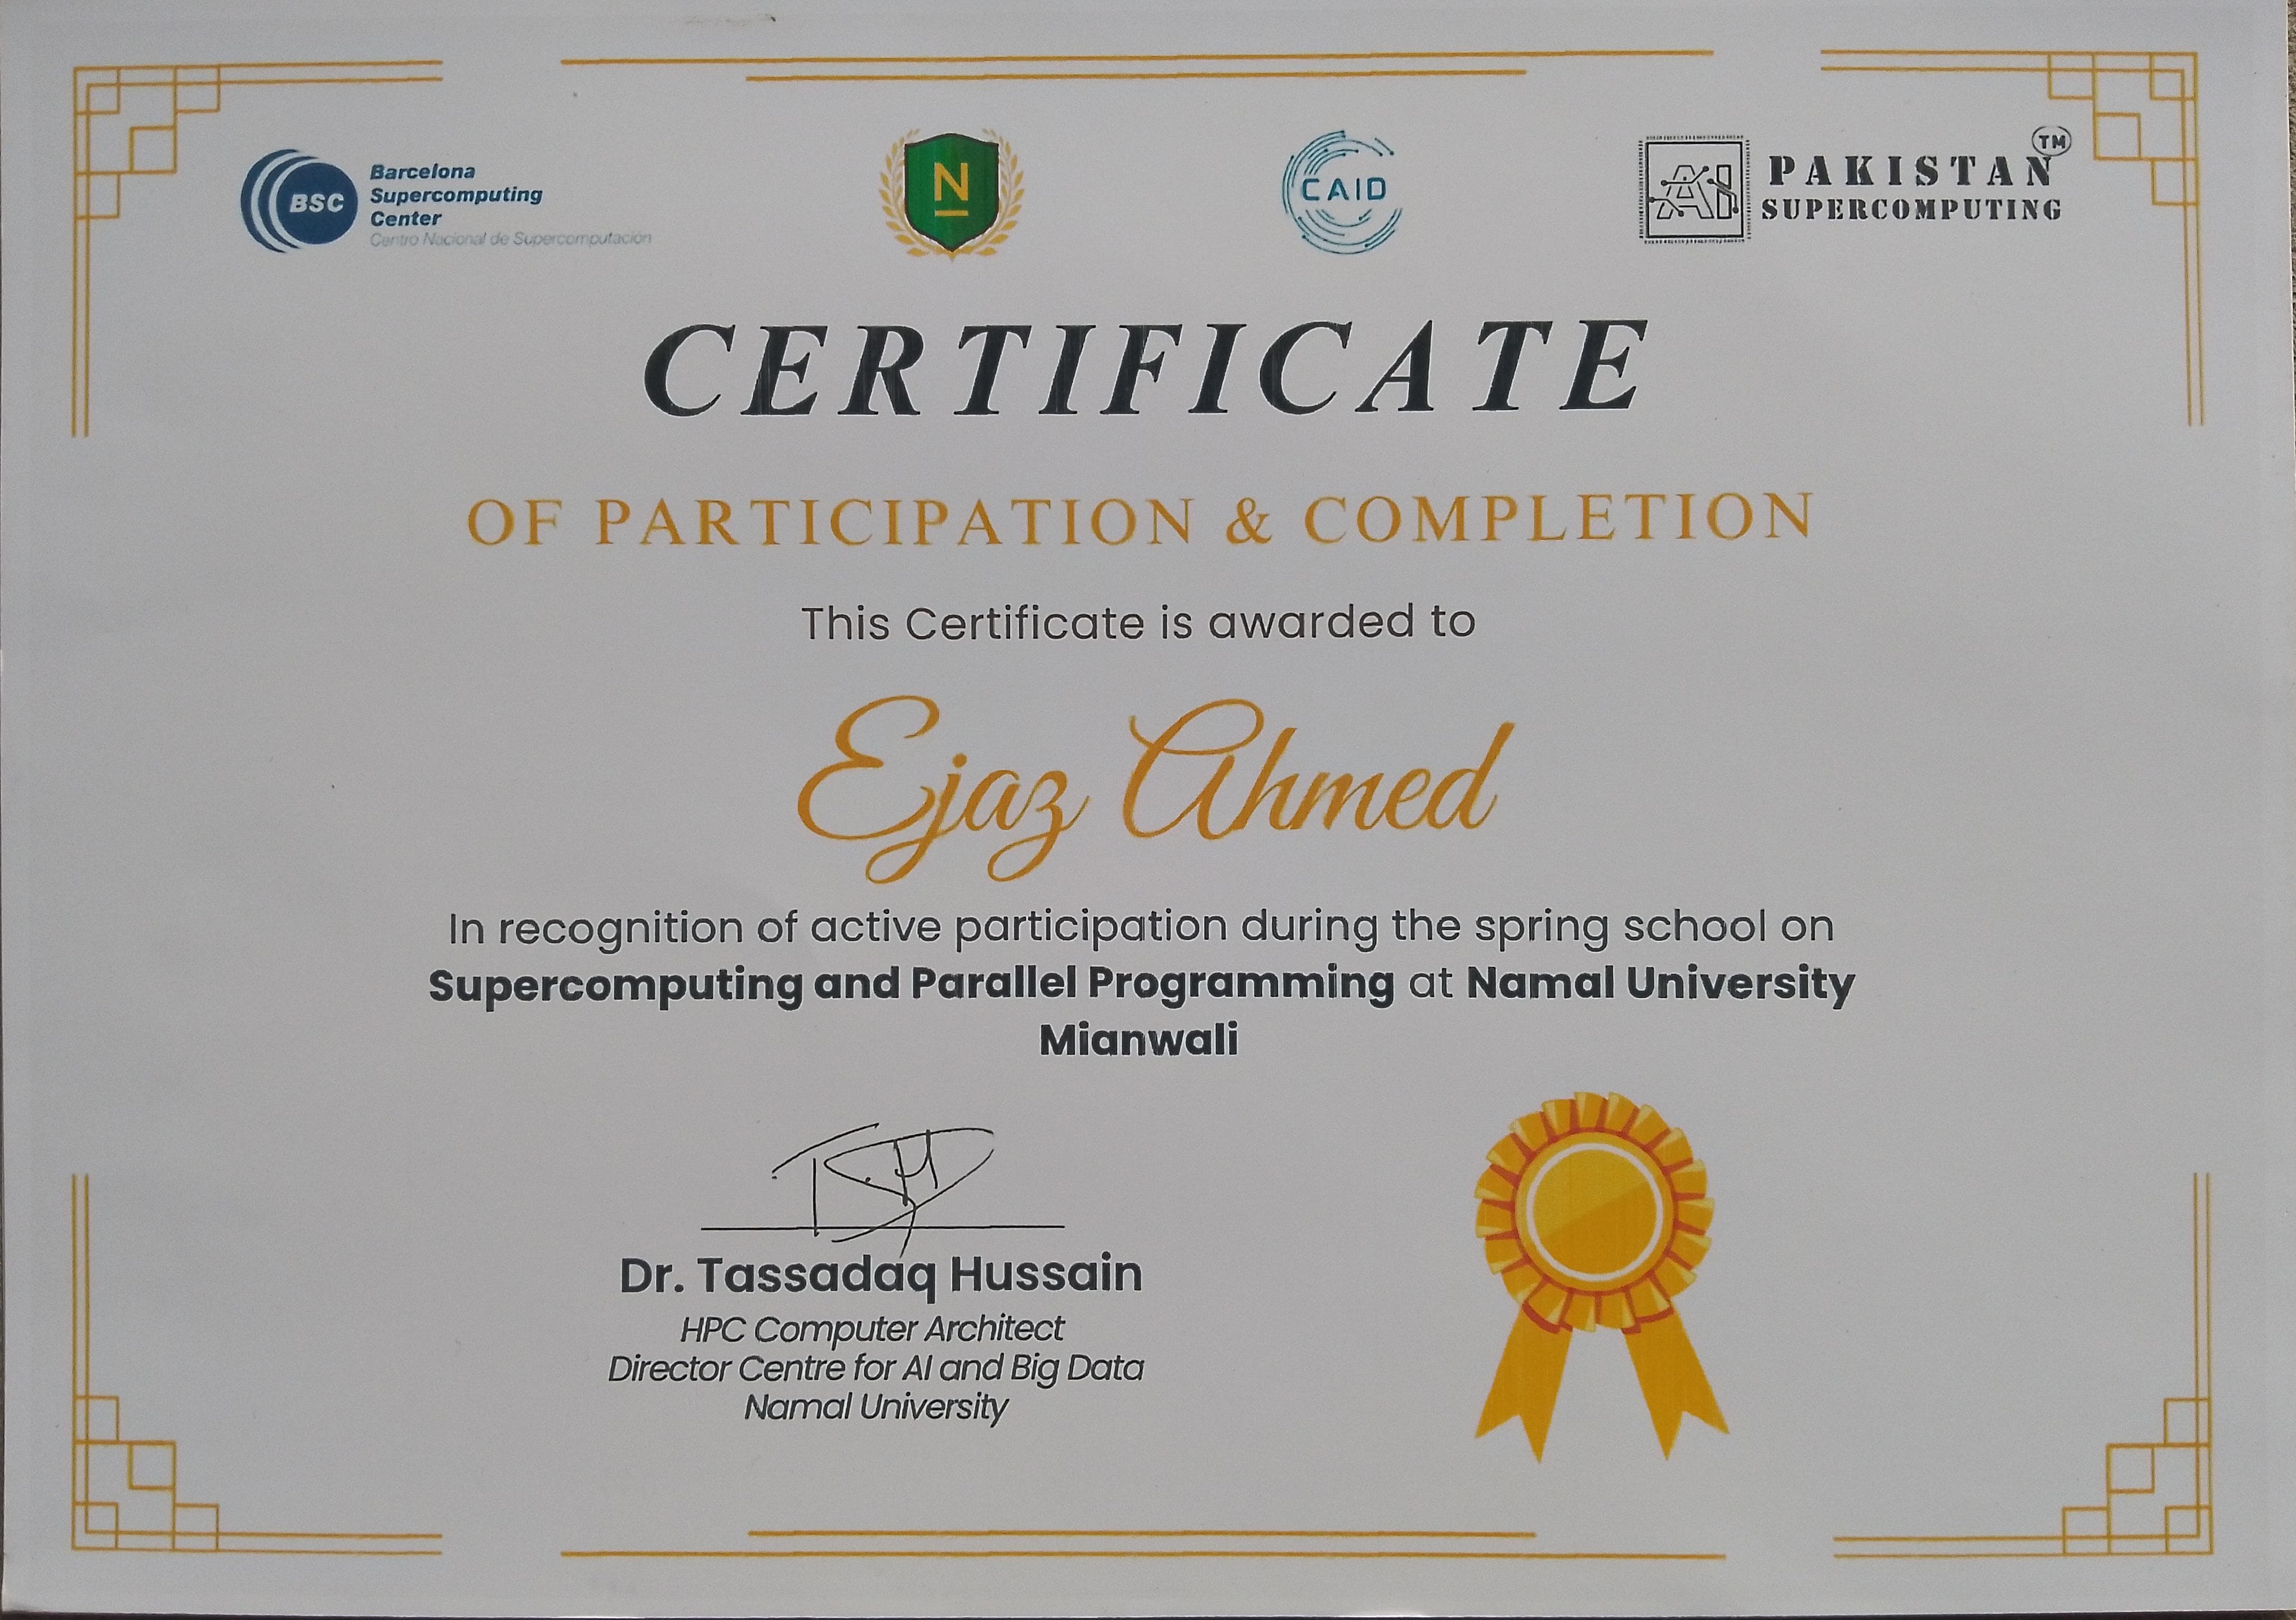 BSC
Barcelona
Supercomputing
Center
Centro Nacional de Supercomputación
N
CAID
AI
PAKISTAN TM
SUPERCOMPUTING
CERTIFICATE
OF PARTICIPATION & COMPLETION
This Certificate is awarded to
Ejaz Ahmed
In recognition of active participation during the spring school on
Supercomputing and Parallel Programming at Namal University
Mianwali
Dr. Tassadaq Hussain
HPC Computer Architect
Director Centre for AI and Big Data
Namal University